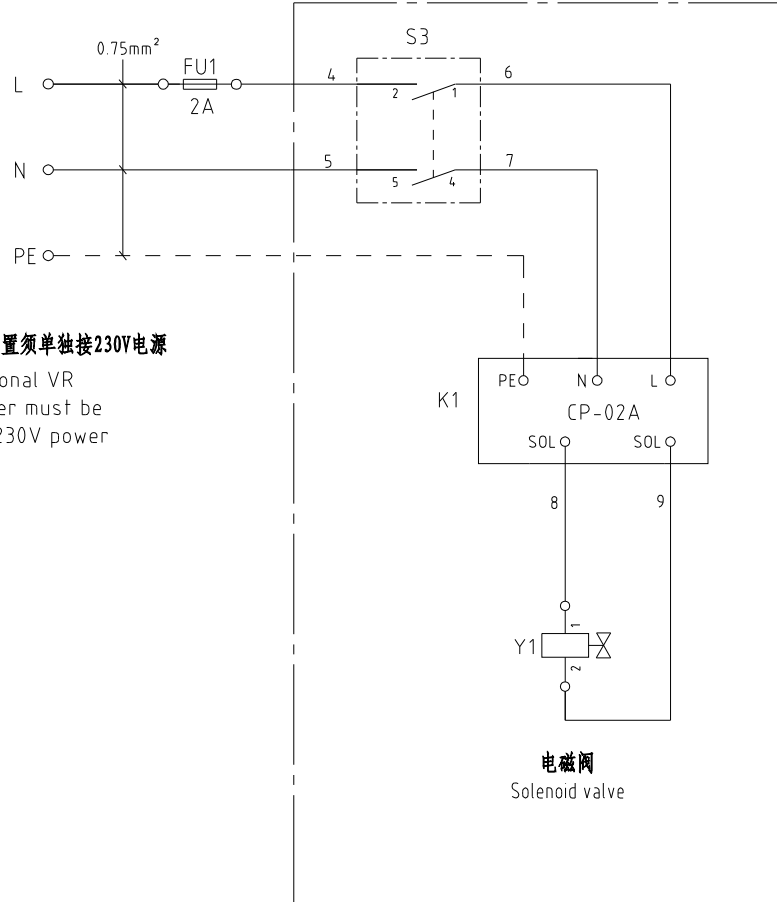 S3
0.75mm²
FU1
L
4
2
1
6
2A
N
5
5
4
7
PE
置须单独接230V电源
onal VR
er must be
230V power
PE
N
L
K1
CP-02A
SOL
SOL
8
9
1
Y1
2
电磁阀
Solenoid valve